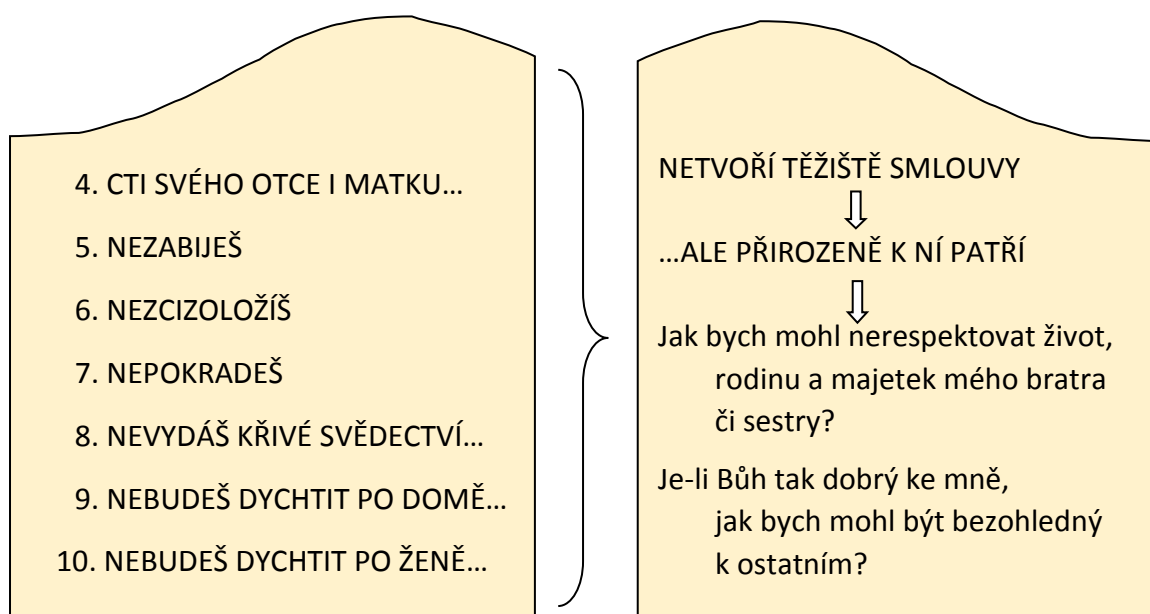 4. CTI SVÉHO OTCE I MATKU…
5. NEZABIJEŠ
6. NEZCIZOLOŽÍŠ
7. NEPOKRADEŠ
8. NEVYDÁŠ KŘIVÉ SVĚDECTVÍ…
9. NEBUDEŠ DYCHTIT PO DOMĚ…
10. NEBUDEŠ DYCHTIT PO ŽENĚ…
NETVOŘÍ TĚŽIŠTĚ SMLOUVY
…ALE PŘIROZENĚ K NÍ PATŘÍ
Jak bych mohl nerespektovat život,
rodinu a majetek mého bratra
či sestry?
Je-li Bůh tak dobrý ke mně,
jak bych mohl být bezohledný
k ostatním?